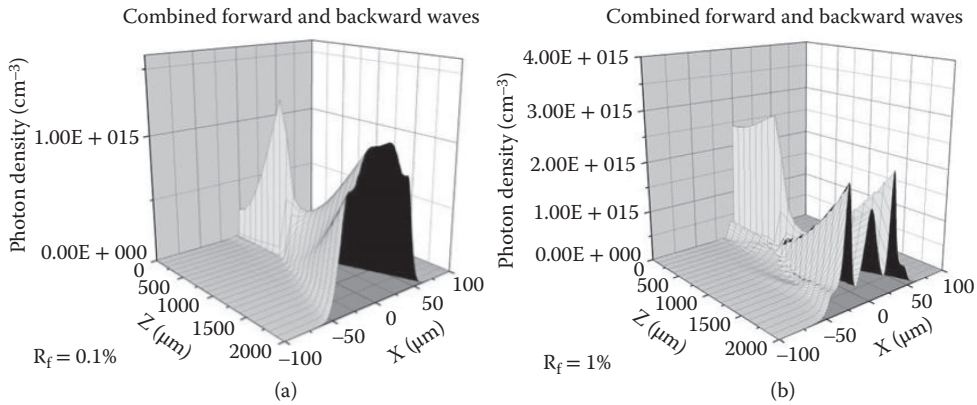 Combined forward and backward waves
Photon density (cm⁻³)
1.00E + 015
0.00E + 000
0
500
1000
1500
2000
Z (μm)
−100
−50
0
50
100
X (μm)
R_f = 0.1%
(a)
Combined forward and backward waves
Photon density (cm⁻³)
4.00E + 015
3.00E + 015
2.00E + 015
1.00E + 015
0.00E + 000
0
500
1000
1500
2000
Z (μm)
−100
−50
0
50
100
X (μm)
R_f = 1%
(b)